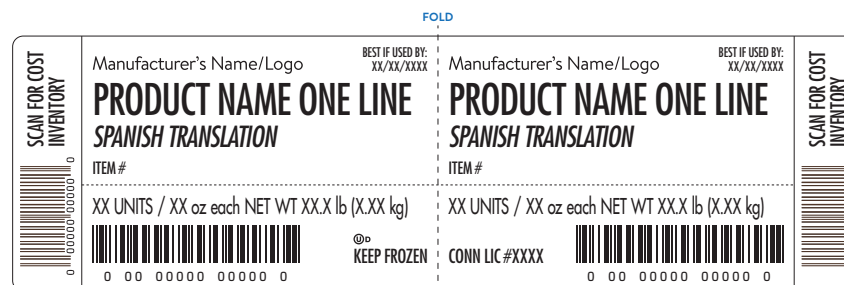 FOLD
SCAN FOR COST
INVENTORY
0 00000 00000 0
Manufacturer's Name/Logo
BEST IF USED BY:
XX/XX/XXXX
PRODUCT NAME ONE LINE
SPANISH TRANSLATION
ITEM #
XX UNITS / XX oz each NET WT XX.X lb (X.XX kg)
0 00 00000 00000 0
Ⓤ D
KEEP FROZEN
Manufacturer's Name/Logo
BEST IF USED BY:
XX/XX/XXXX
PRODUCT NAME ONE LINE
SPANISH TRANSLATION
ITEM #
XX UNITS / XX oz each NET WT XX.X lb (X.XX kg)
CONN LIC #XXXX
0 00 00000 00000 0
SCAN FOR COST
INVENTORY